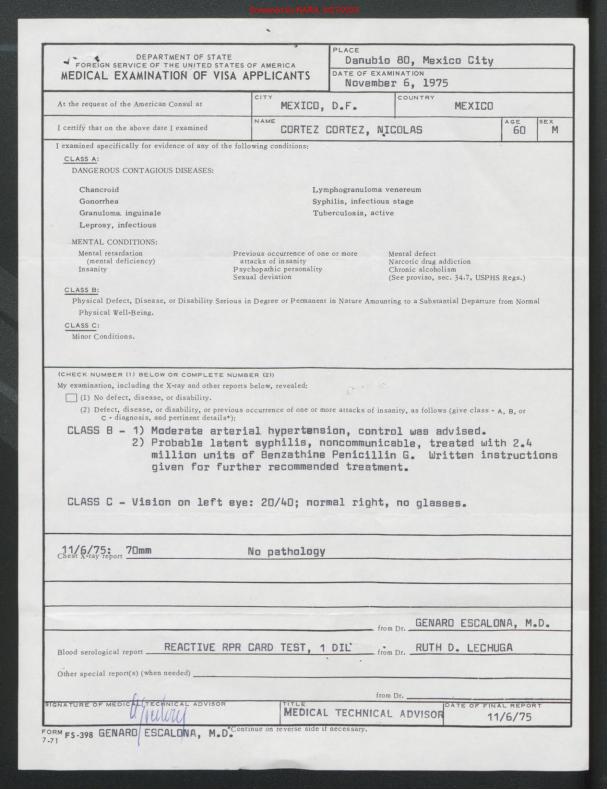 DEPARTMENT OF STATE
FOREIGN SERVICE OF THE UNITED STATES OF AMERICA
MEDICAL EXAMINATION OF VISA APPLICANTS
PLACE
Danubio 80, Mexico City
DATE OF EXAMINATION
November 6, 1975
At the request of the American Consul at
CITY
MEXICO, D.F.
COUNTRY
MEXICO
I certify that on the above date I examined
NAME
CORTEZ CORTEZ, NICOLAS
AGE
60
SEX
M
I examined specifically for evidence of any of the following conditions:
CLASS A:
DANGEROUS CONTAGIOUS DISEASES:
Chancroid
Gonorrhea
Granuloma inguinale
Leprosy, infectious
Lymphogranuloma venereum
Syphilis, infectious stage
Tuberculosis, active
MENTAL CONDITIONS:
Mental retardation
(mental deficiency)
Insanity
Previous occurrence of one or more
attacks of insanity
Psychopathic personality
Sexual deviation
Mental defect
Narcotic drug addiction
Chronic alcoholism
(See proviso, sec. 34.7, USPHS Regs.)
CLASS B:
Physical Defect, Disease, or Disability Serious in Degree or Permanent in Nature Amounting to a Substantial Departure from Normal
Physical Well-Being.
CLASS C:
Minor Conditions.
(CHECK NUMBER (1) BELOW OR COMPLETE NUMBER (2))
My examination, including the X-ray and other reports below, revealed:
(1) No defect, disease, or disability.
(2) Defect, disease, or disability, or previous occurrence of one or more attacks of insanity, as follows (give class - A, B, or
C - diagnosis, and pertinent details*):
CLASS B - 1) Moderate arterial hypertension, control was advised.
2) Probable latent syphilis, noncommunicable, treated with 2.4
million units of Benzathine Penicillin G. Written instructions
given for further recommended treatment.
CLASS C - Vision on left eye: 20/40; normal right, no glasses.
11/6/75: 70mm No pathology
Chest X-ray report
from Dr. GENARO ESCALONA, M.D.
Blood serological report REACTIVE RPR CARD TEST, 1 DIL from Dr. RUTH D. LECHUGA
Other special report(s) (when needed)
from Dr.
SIGNATURE OF MEDICAL TECHNICAL ADVISOR
TITLE
MEDICAL TECHNICAL ADVISOR
DATE OF FINAL REPORT
11/6/75
FORM FS-398 GENARO ESCALONA, M.D. *Continue on reverse side if necessary.
7-71